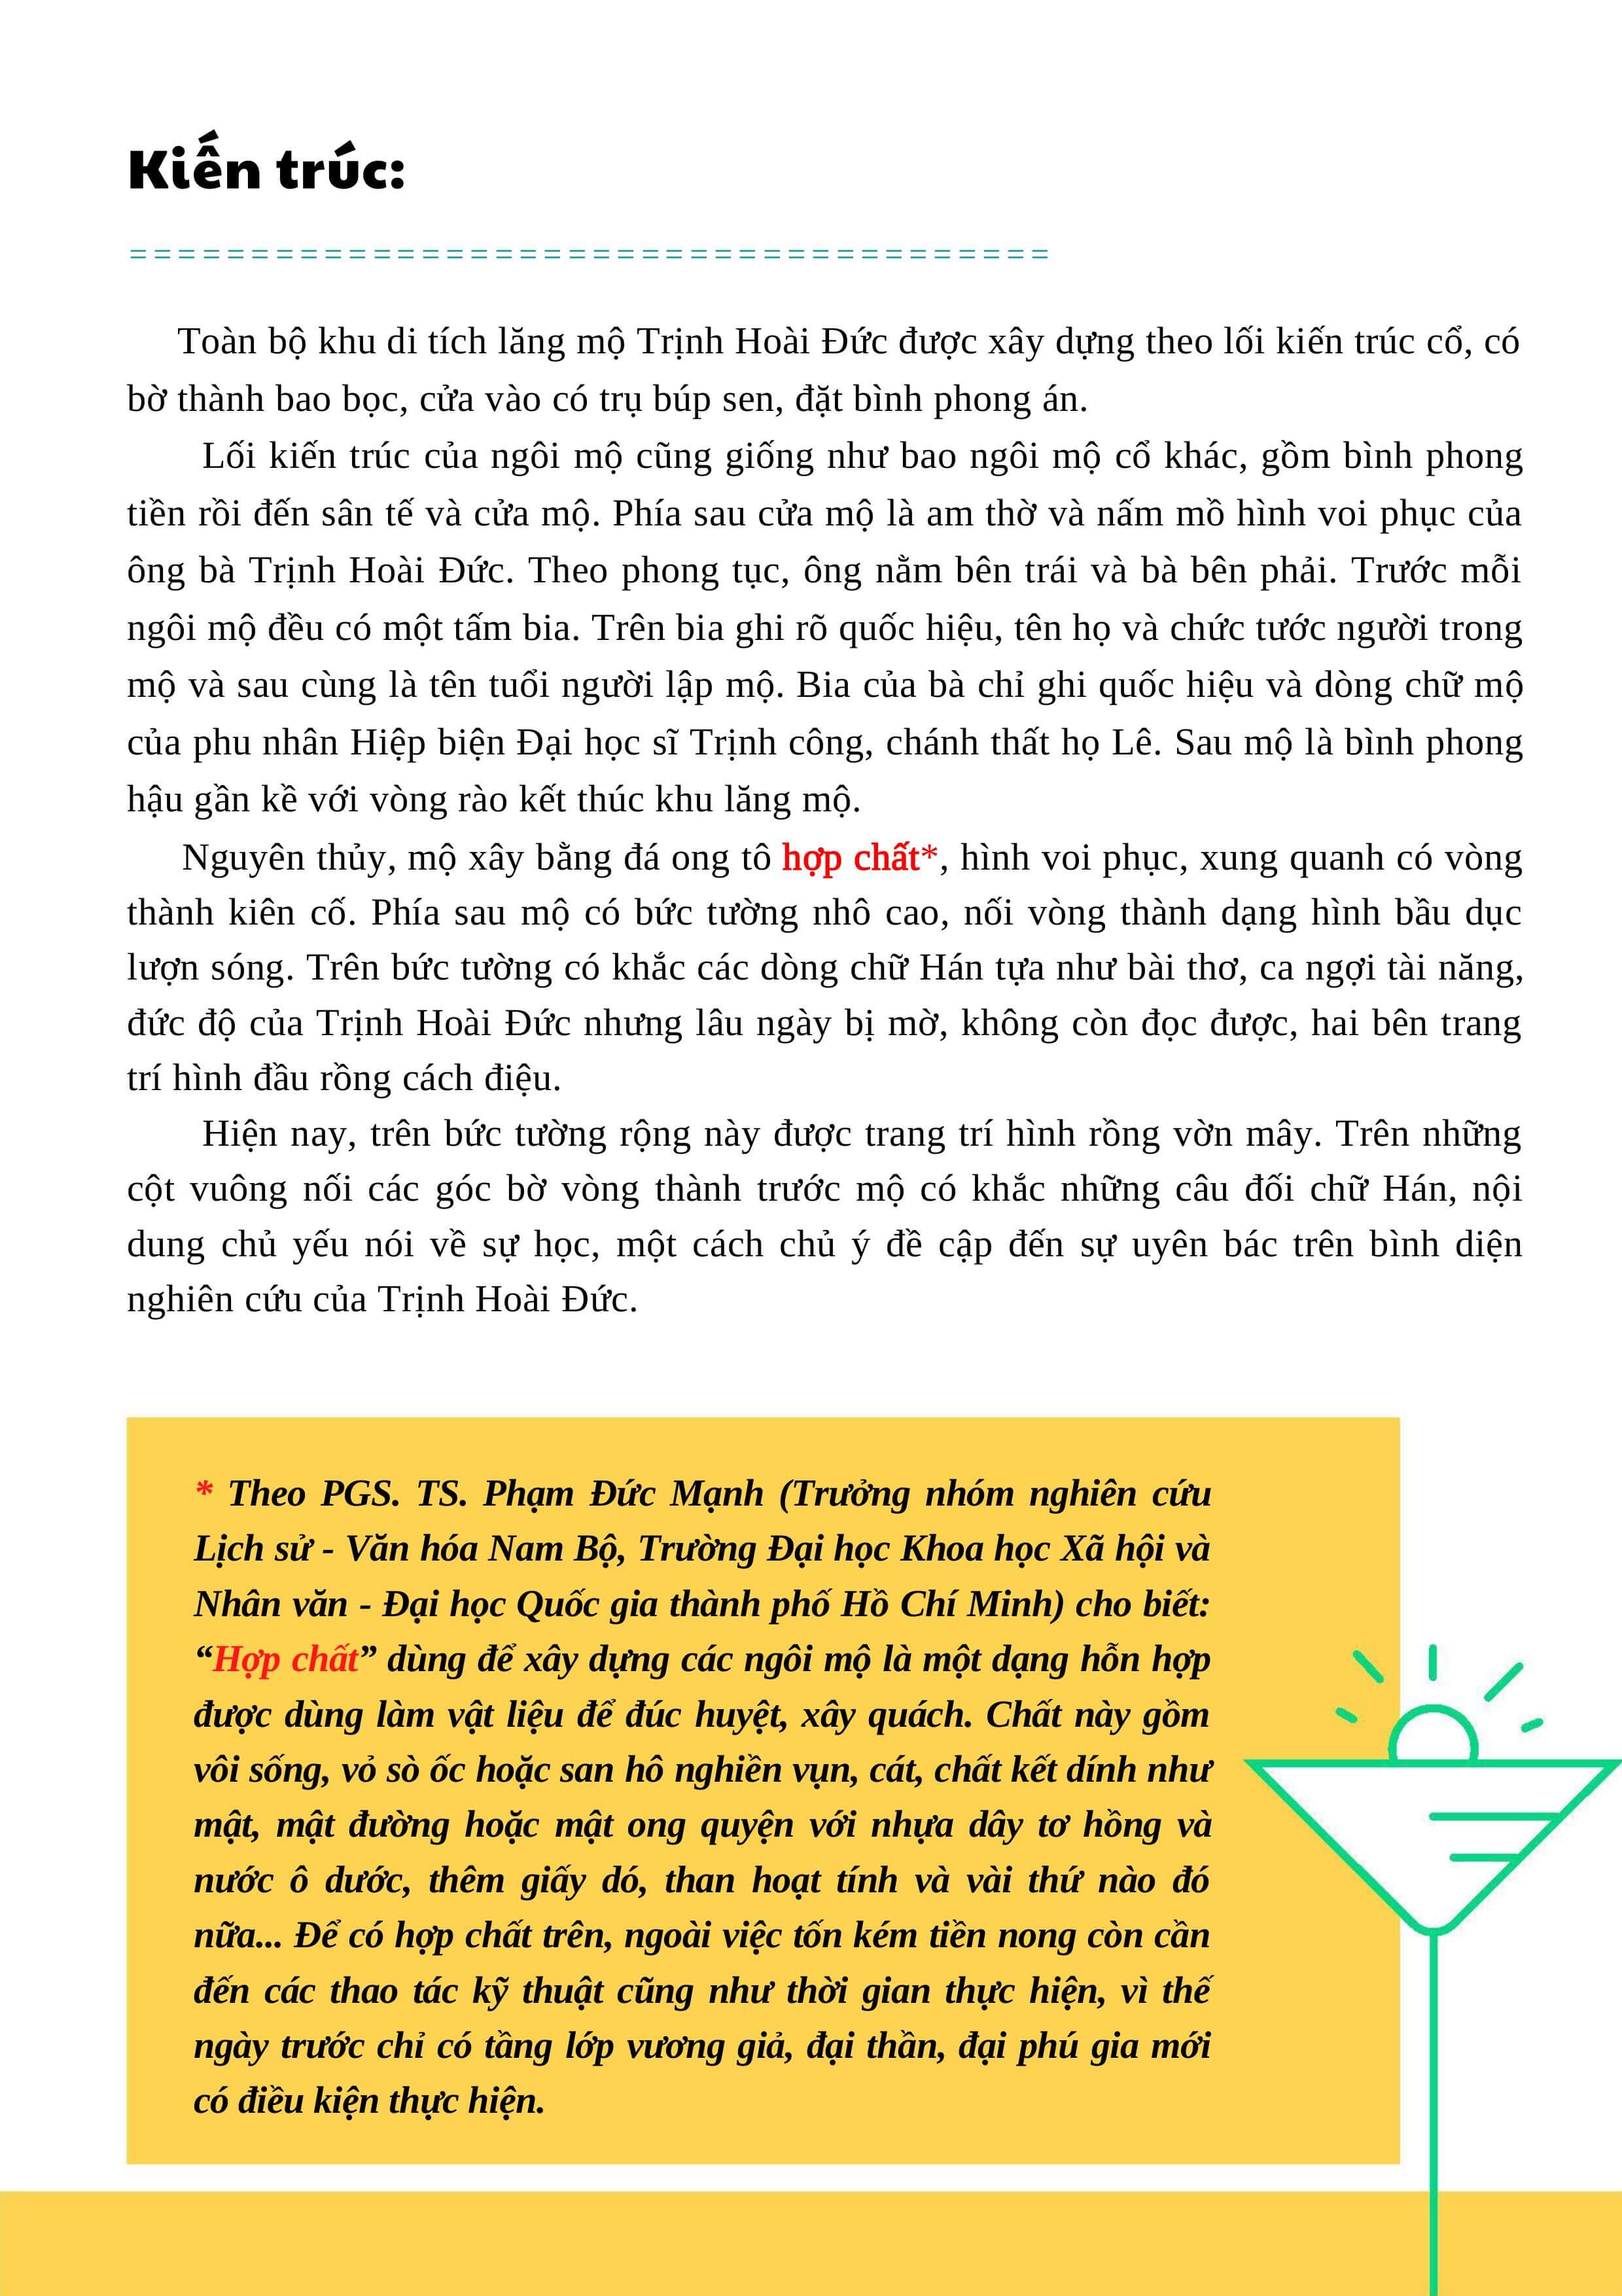 Kiến trúc:
======================================
Toàn bộ khu di tích lăng mộ Trịnh Hoài Đức được xây dựng theo lối kiến trúc cổ, có
bờ thành bao bọc, cửa vào có trụ búp sen, đặt bình phong án.
Lối kiến trúc của ngôi mộ cũng giống như bao ngôi mộ cổ khác, gồm bình phong
tiền rồi đến sân tế và cửa mộ. Phía sau cửa mộ là am thờ và nấm mồ hình voi phục của
ông bà Trịnh Hoài Đức. Theo phong tục, ông nằm bên trái và bà bên phải. Trước mỗi
ngôi mộ đều có một tấm bia. Trên bia ghi rõ quốc hiệu, tên họ và chức tước người trong
mộ và sau cùng là tên tuổi người lập mộ. Bia của bà chỉ ghi quốc hiệu và dòng chữ mộ
của phu nhân Hiệp biện Đại học sĩ Trịnh công, chánh thất họ Lê. Sau mộ là bình phong
hậu gần kề với vòng rào kết thúc khu lăng mộ.
Nguyên thủy, mộ xây bằng đá ong tô hợp chất*, hình voi phục, xung quanh có vòng
thành kiên cố. Phía sau mộ có bức tường nhô cao, nối vòng thành dạng hình bầu dục
lượn sóng. Trên bức tường có khắc các dòng chữ Hán tựa như bài thơ, ca ngợi tài năng,
đức độ của Trịnh Hoài Đức nhưng lâu ngày bị mờ, không còn đọc được, hai bên trang
trí hình đầu rồng cách điệu.
Hiện nay, trên bức tường rộng này được trang trí hình rồng vờn mây. Trên những
cột vuông nối các góc bờ vòng thành trước mộ có khắc những câu đối chữ Hán, nội
dung chủ yếu nói về sự học, một cách chủ ý đề cập đến sự uyên bác trên bình diện
nghiên cứu của Trịnh Hoài Đức.
* Theo PGS. TS. Phạm Đức Mạnh (Trưởng nhóm nghiên cứu
Lịch sử - Văn hóa Nam Bộ, Trường Đại học Khoa học Xã hội và
Nhân văn - Đại học Quốc gia thành phố Hồ Chí Minh) cho biết:
“Hợp chất” dùng để xây dựng các ngôi mộ là một dạng hỗn hợp
được dùng làm vật liệu để đúc huyệt, xây quách. Chất này gồm
vôi sống, vỏ sò ốc hoặc san hô nghiền vụn, cát, chất kết dính như
mật, mật đường hoặc mật ong quyện với nhựa dây tơ hồng và
nước ô dước, thêm giấy dó, than hoạt tính và vài thứ nào đó
nữa... Để có hợp chất trên, ngoài việc tốn kém tiền nong còn cần
đến các thao tác kỹ thuật cũng như thời gian thực hiện, vì thế
ngày trước chỉ có tầng lớp vương giả, đại thần, đại phú gia mới
có điều kiện thực hiện.